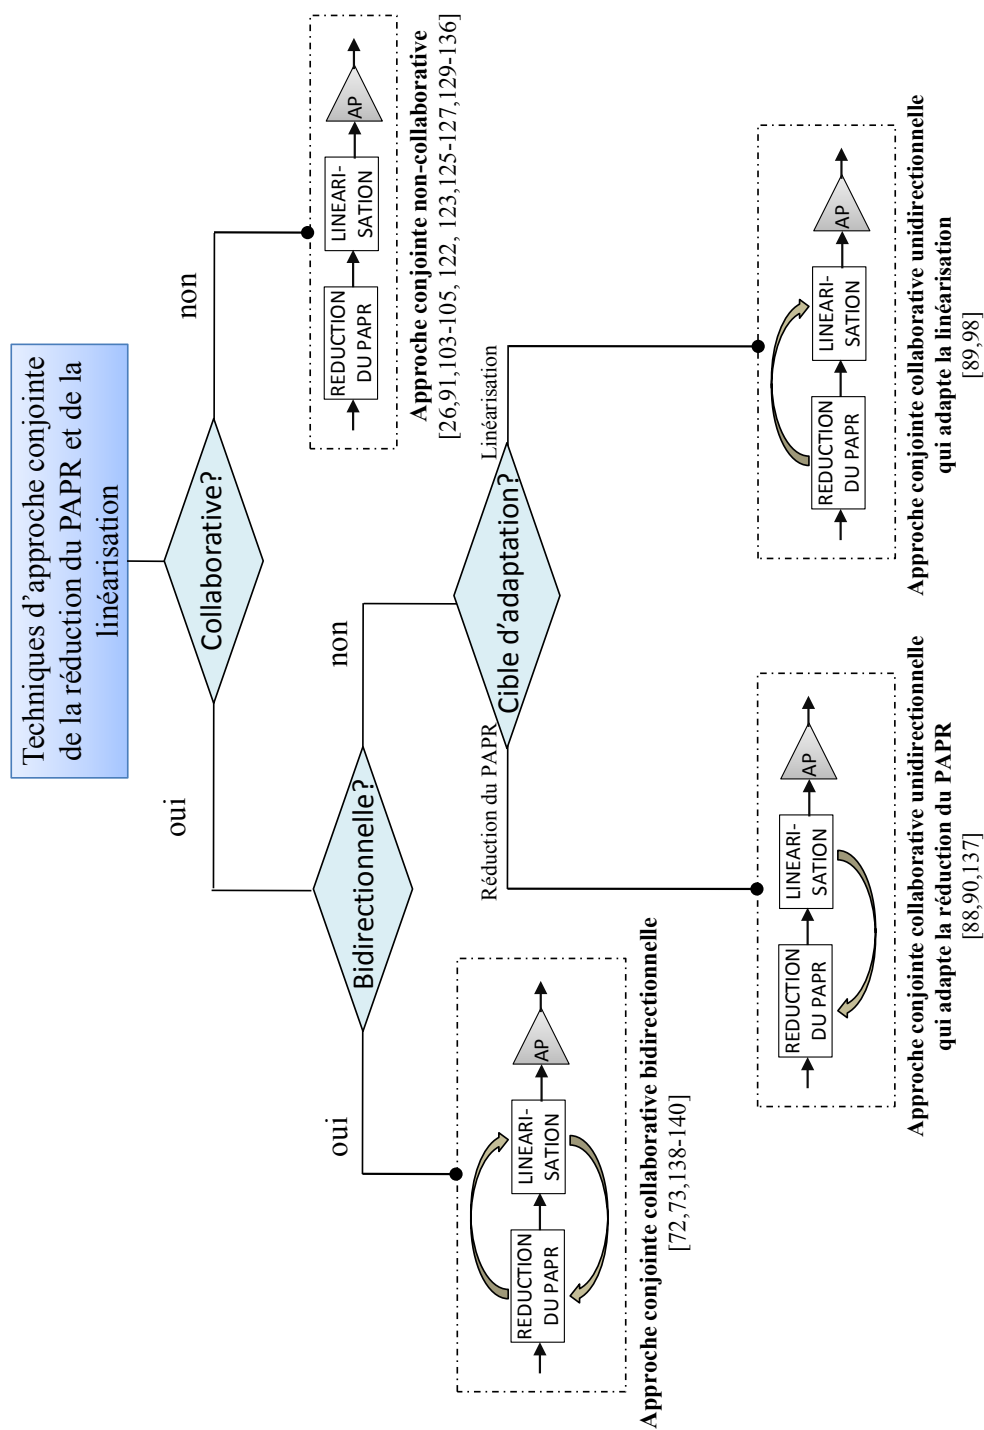 Techniques d'approche conjointe
de la réduction du PAPR et de la
linéarisation
Collaborative?
oui
non
REDUCTION
DU PAPR
LINEARI-
SATION
AP
Approche conjointe non-collaborative
[26,91,103-105, 122, 123,125-127,129-136]
Bidirectionnelle?
oui
non
REDUCTION
DU PAPR
LINEARI-
SATION
AP
Approche conjointe collaborative bidirectionnelle
[72,73,138-140]
Cible d'adaptation?
Réduction du PAPR
Linéarisation
REDUCTION
DU PAPR
LINEARI-
SATION
AP
Approche conjointe collaborative unidirectionnelle
qui adapte la réduction du PAPR
[88,90,137]
REDUCTION
DU PAPR
LINEARI-
SATION
AP
Approche conjointe collaborative unidirectionnelle
qui adapte la linéarisation
[89,98]